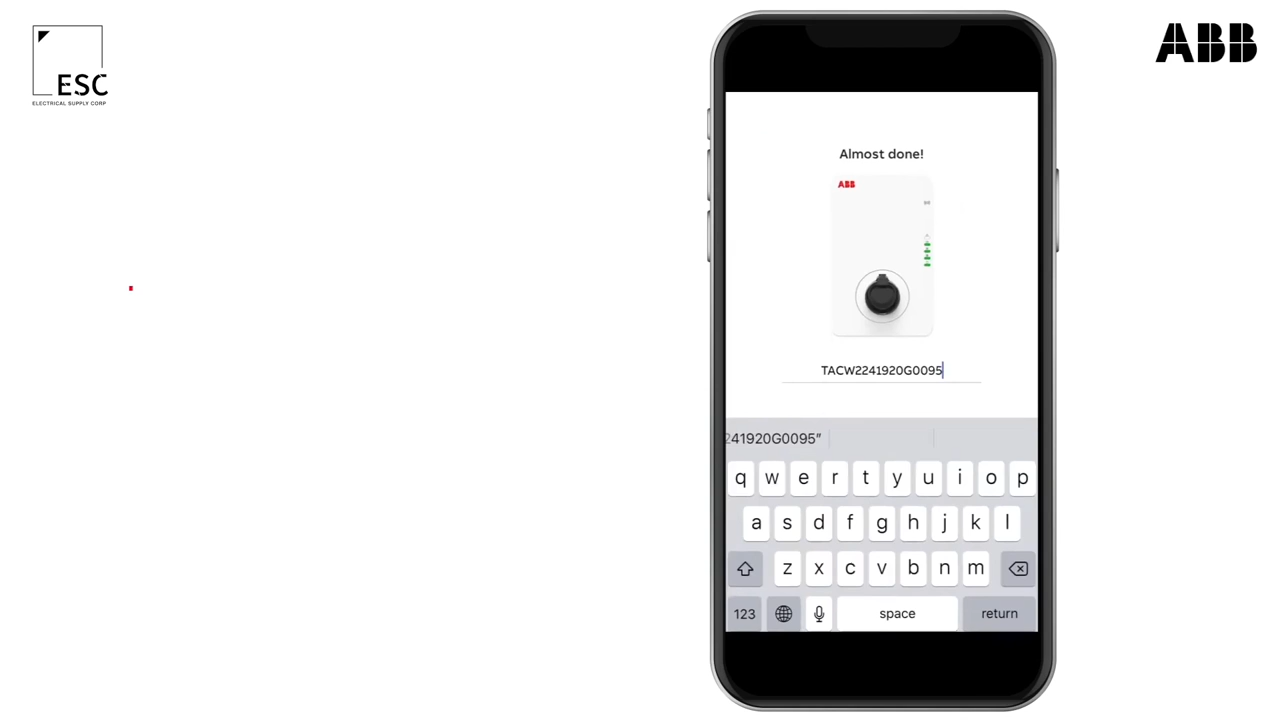 ESC
ELECTRICAL SUPPLY CORP
ABB
Almost done!
ABB
TACW2241920G0095
241920G0095”
q w e r t y u i o p
a s d f g h j k l
z x c v b n m
123 space return